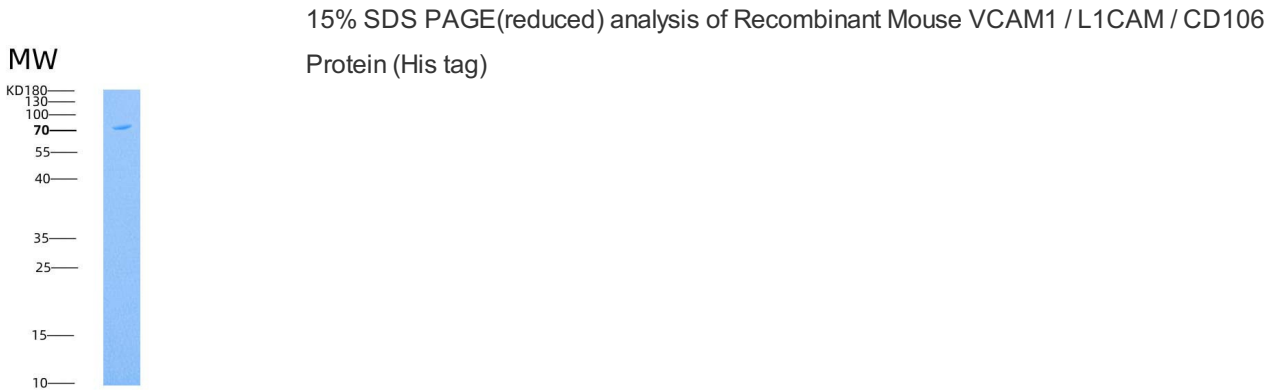 15% SDS PAGE(reduced) analysis of Recombinant Mouse VCAM1 / L1CAM / CD106
Protein (His tag)
MW
KD180
130
100
70
55
40
35
25
15
10